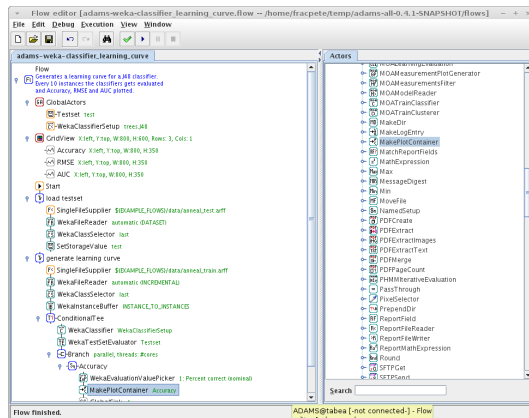 Flow editor [adams-weka-classifier_learning_curve.flow -- /home/fracpete/temp/adams-all-0.4.1-SNAPSHOT/flows]
File Edit Debug Execution View Window
adams-weka-classifier_learning_curve
Flow
Generates a learning curve for a J48 classifier.
Every 10 instances the classifiers gets evaluated
and Accuracy, RMSE and AUC plotted.
GlobalActors
Testset test
WekaClassifierSetup trees.J48
GridView X:left, Y:top, W:800, H:600, Rows: 3, Cols: 1
Accuracy X:left, Y:top, W:800, H:350
RMSE X:left, Y:top, W:800, H:350
AUC X:left, Y:top, W:800, H:350
Start
load testset
SingleFileSupplier ${EXAMPLE_FLOWS}/data/anneal_test.arff
WekaFileReader automatic (DATASET)
WekaClassSelector last
SetStorageValue test
generate learning curve
SingleFileSupplier ${EXAMPLE_FLOWS}/data/anneal_train.arff
WekaFileReader automatic (INCREMENTAL)
WekaClassSelector last
WekaInstanceBuffer INSTANCE_TO_INSTANCES
ConditionalTee
WekaClassifier WekaClassifierSetup
WekaTestSetEvaluator Testset
Branch parallel, threads: #cores
Accuracy
WekaEvaluationValuePicker 1: Percent correct (nominal)
MakePlotContainer Accuracy
Flow finished.
Actors
MOAMeasurementPlotGenerator
MOAMeasurementsFilter
MOAModelReader
MOATrainClassifier
MOATrainClusterer
MakeDir
MakeLogEntry
MakePlotContainer
MatchReportFields
MathExpression
Max
MessageDigest
Min
MoveFile
NamedSetup
PDFCreate
PDFExtract
PDFExtractImages
PDFExtractText
PDFMerge
PDFPageCount
PHMMIterativeEvaluation
PassThrough
PixelSelector
PrependDir
ReportField
ReportFileReader
ReportFileWriter
ReportMathExpression
Round
SFTPGet
SFTPSend
Search
ADAMS@tabea [-not connected-] - Flow